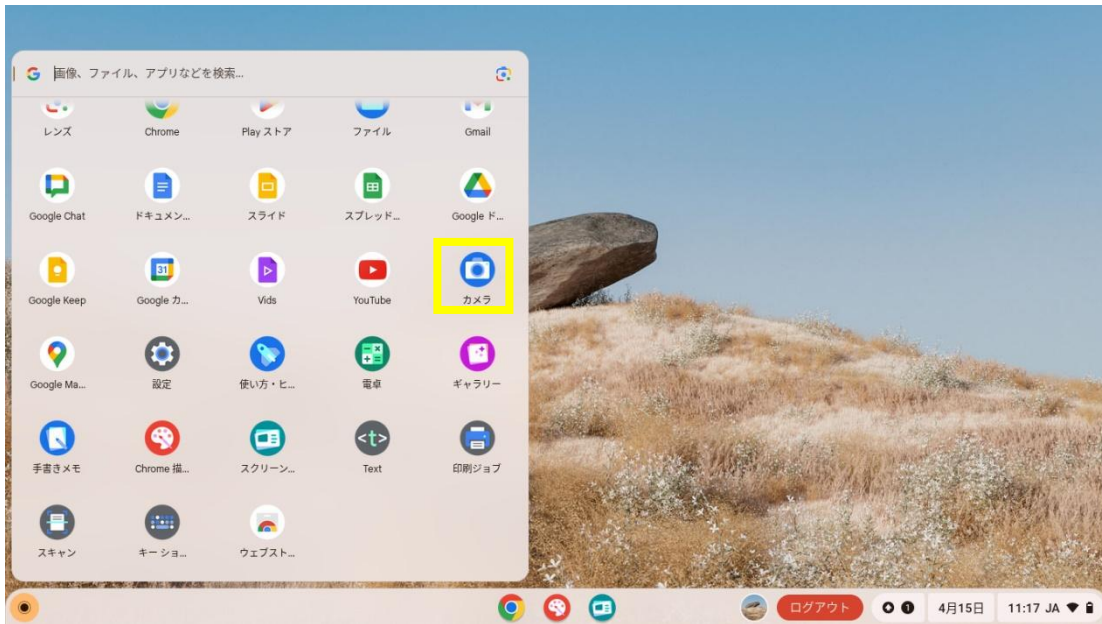 画像、ファイル、アプリなどを検索...
レンズ
Chrome
Play ストア
ファイル
Gmail
Google Chat
ドキュメン...
スライド
スプレッド...
Google ド...
31
Google Keep
Google カ...
Vids
YouTube
カメラ
Google Ma...
設定
使い方・ヒ...
電卓
ギャラリー
<t>
手書きメモ
Chrome 描...
スクリーン...
Text
印刷ジョブ
スキャン
キー ショ...
ウェブスト...
ログアウト
1
4月15日
11:17 JA